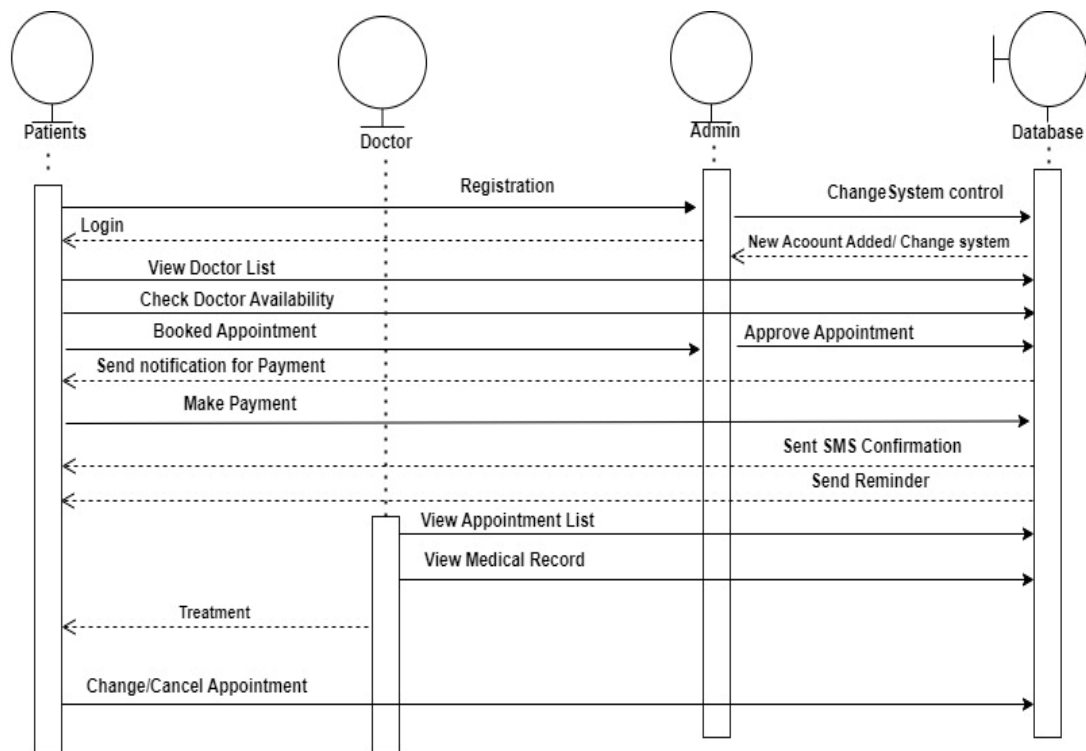 Patients
Doctor
Admin
Database
Registration
Change System control
Login
New Acoount Added/ Change system
View Doctor List
Check Doctor Availability
Booked Appointment
Approve Appointment
Send notification for Payment
Make Payment
Sent SMS Confirmation
Send Reminder
View Appointment List
View Medical Record
Treatment
Change/Cancel Appointment